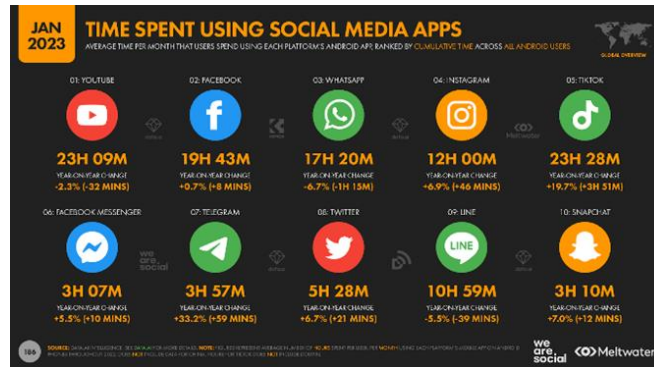 JAN
2023
TIME SPENT USING SOCIAL MEDIA APPS
AVERAGE TIME PER MONTH THAT USERS SPEND USING EACH PLATFORM'S ANDROID APP, RANKED BY CUMULATIVE TIME ACROSS ALL ANDROID USERS
GLOBAL OVERVIEW
01: YOUTUBE
02: FACEBOOK
03: WHATSAPP
04: INSTAGRAM
05: TIKTOK
Meltwater
23H 09M
19H 43M
17H 20M
12H 00M
23H 28M
YEAR-ON-YEAR CHANGE
YEAR-ON-YEAR CHANGE
YEAR-ON-YEAR CHANGE
YEAR-ON-YEAR CHANGE
YEAR-ON-YEAR CHANGE
-2.3% (-32 MINS)
+0.7% (+8 MINS)
-6.7% (-1H 15M)
+6.9% (+46 MINS)
+19.7% (+3H 51M)
06: FACEBOOK MESSENGER
07: TELEGRAM
08: TWITTER
09: LINE
10: SNAPCHAT
we
are.
social
LINE
3H 07M
3H 57M
5H 28M
10H 59M
3H 10M
YEAR-ON-YEAR CHANGE
YEAR-ON-YEAR CHANGE
YEAR-ON-YEAR CHANGE
YEAR-ON-YEAR CHANGE
YEAR-ON-YEAR CHANGE
+5.5% (+10 MINS)
+33.2% (+59 MINS)
+6.7% (+21 MINS)
-5.5% (-39 MINS)
+7.0% (+12 MINS)
186
we
are.
social
Meltwater